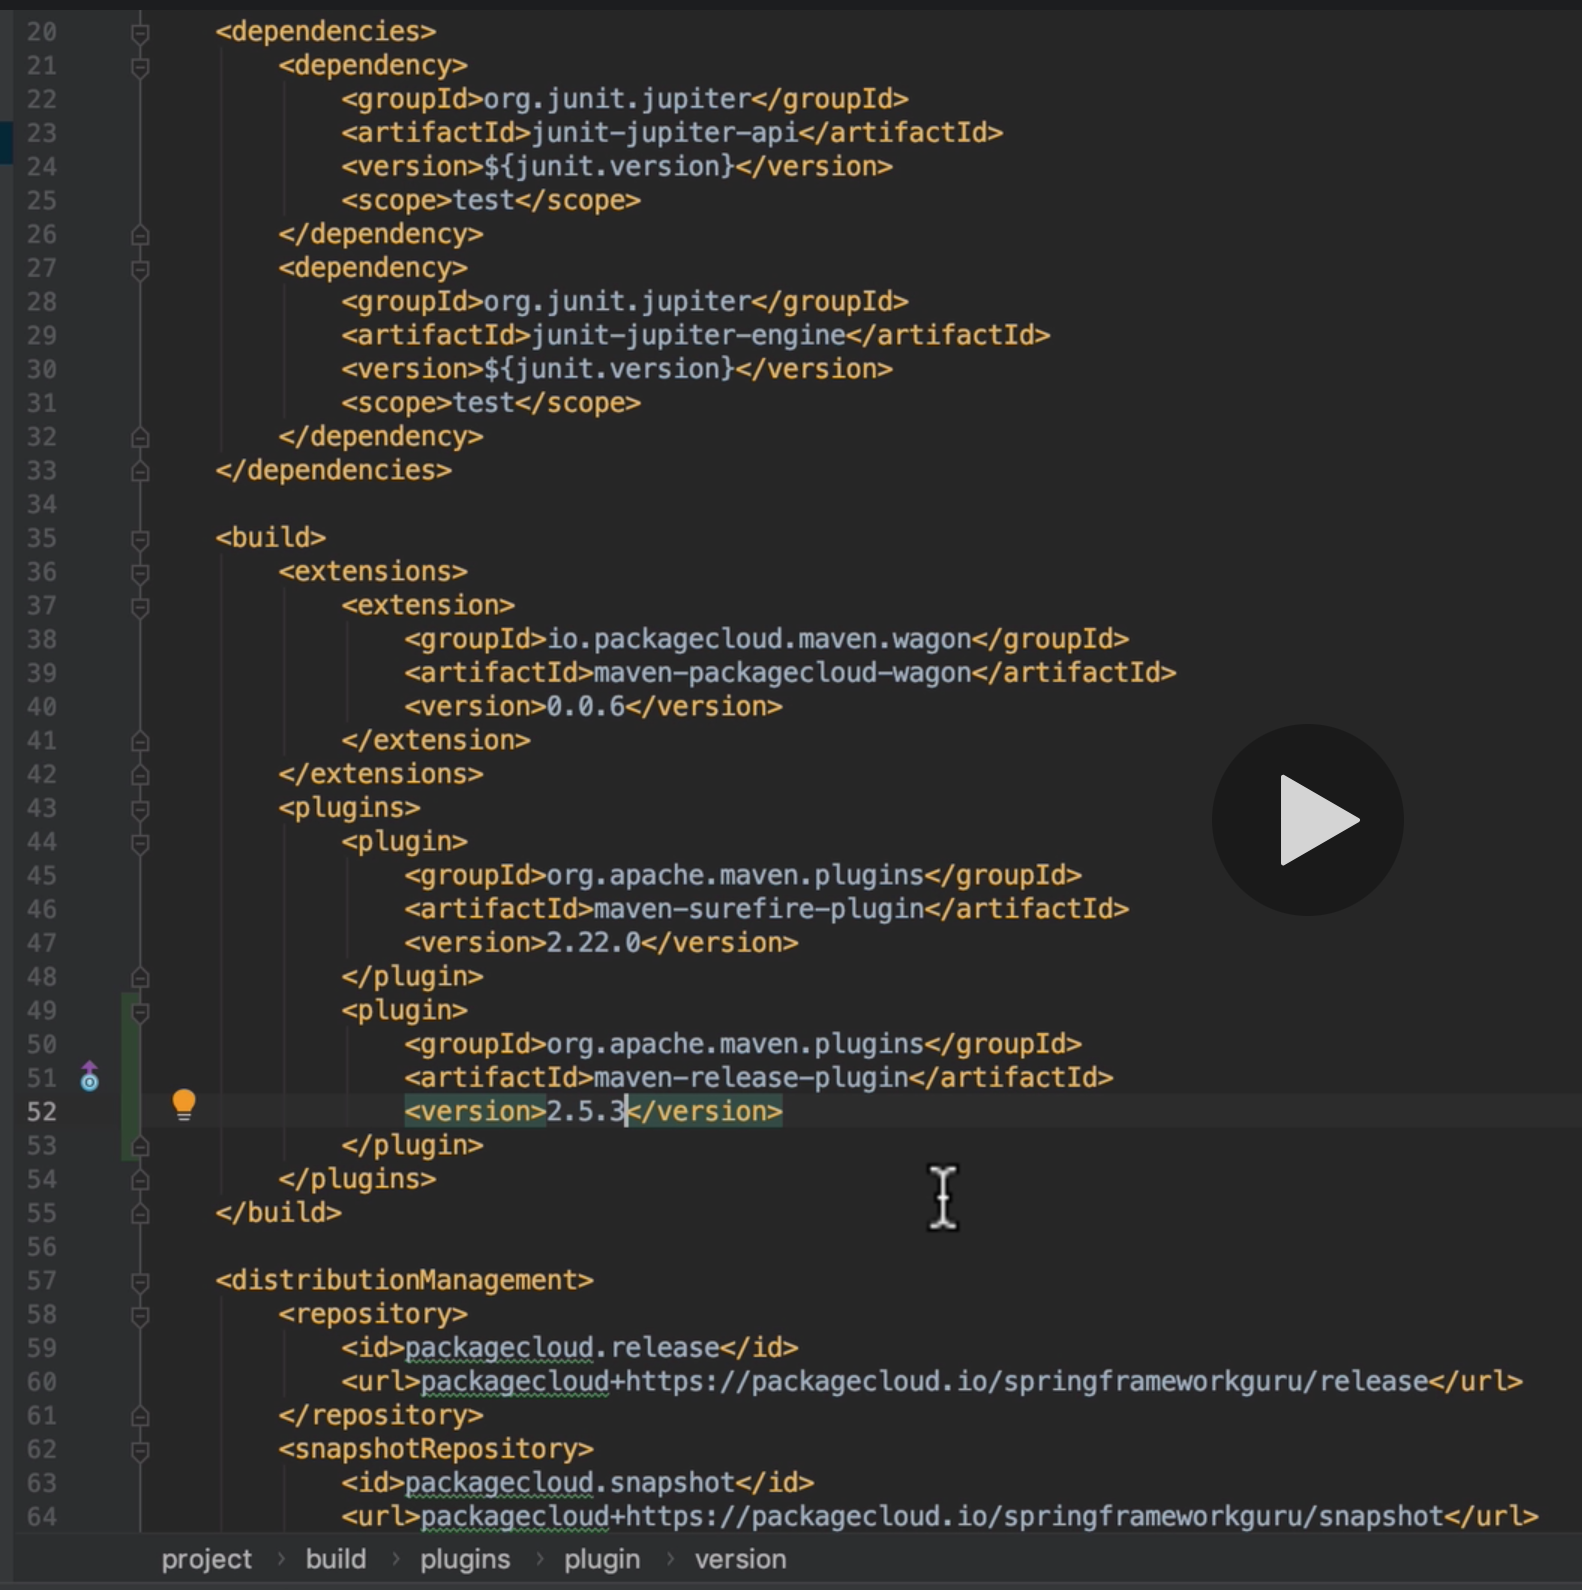 20 <dependencies>
21 <dependency>
22 <groupId>org.junit.jupiter</groupId>
23 <artifactId>junit-jupiter-api</artifactId>
24 <version>${junit.version}</version>
25 <scope>test</scope>
26 </dependency>
27 <dependency>
28 <groupId>org.junit.jupiter</groupId>
29 <artifactId>junit-jupiter-engine</artifactId>
30 <version>${junit.version}</version>
31 <scope>test</scope>
32 </dependency>
33 </dependencies>
34
35 <build>
36 <extensions>
37 <extension>
38 <groupId>io.packagecloud.maven.wagon</groupId>
39 <artifactId>maven-packagecloud-wagon</artifactId>
40 <version>0.0.6</version>
41 </extension>
42 </extensions>
43 <plugins>
44 <plugin>
45 <groupId>org.apache.maven.plugins</groupId>
46 <artifactId>maven-surefire-plugin</artifactId>
47 <version>2.22.0</version>
48 </plugin>
49 <plugin>
50 <groupId>org.apache.maven.plugins</groupId>
51 <artifactId>maven-release-plugin</artifactId>
52 <version>2.5.3</version>
53 </plugin>
54 </plugins>
55 </build>
56
57 <distributionManagement>
58 <repository>
59 <id>packagecloud.release</id>
60 <url>packagecloud+https://packagecloud.io/springframeworkguru/release</url>
61 </repository>
62 <snapshotRepository>
63 <id>packagecloud.snapshot</id>
64 <url>packagecloud+https://packagecloud.io/springframeworkguru/snapshot</url>
project › build › plugins › plugin › version